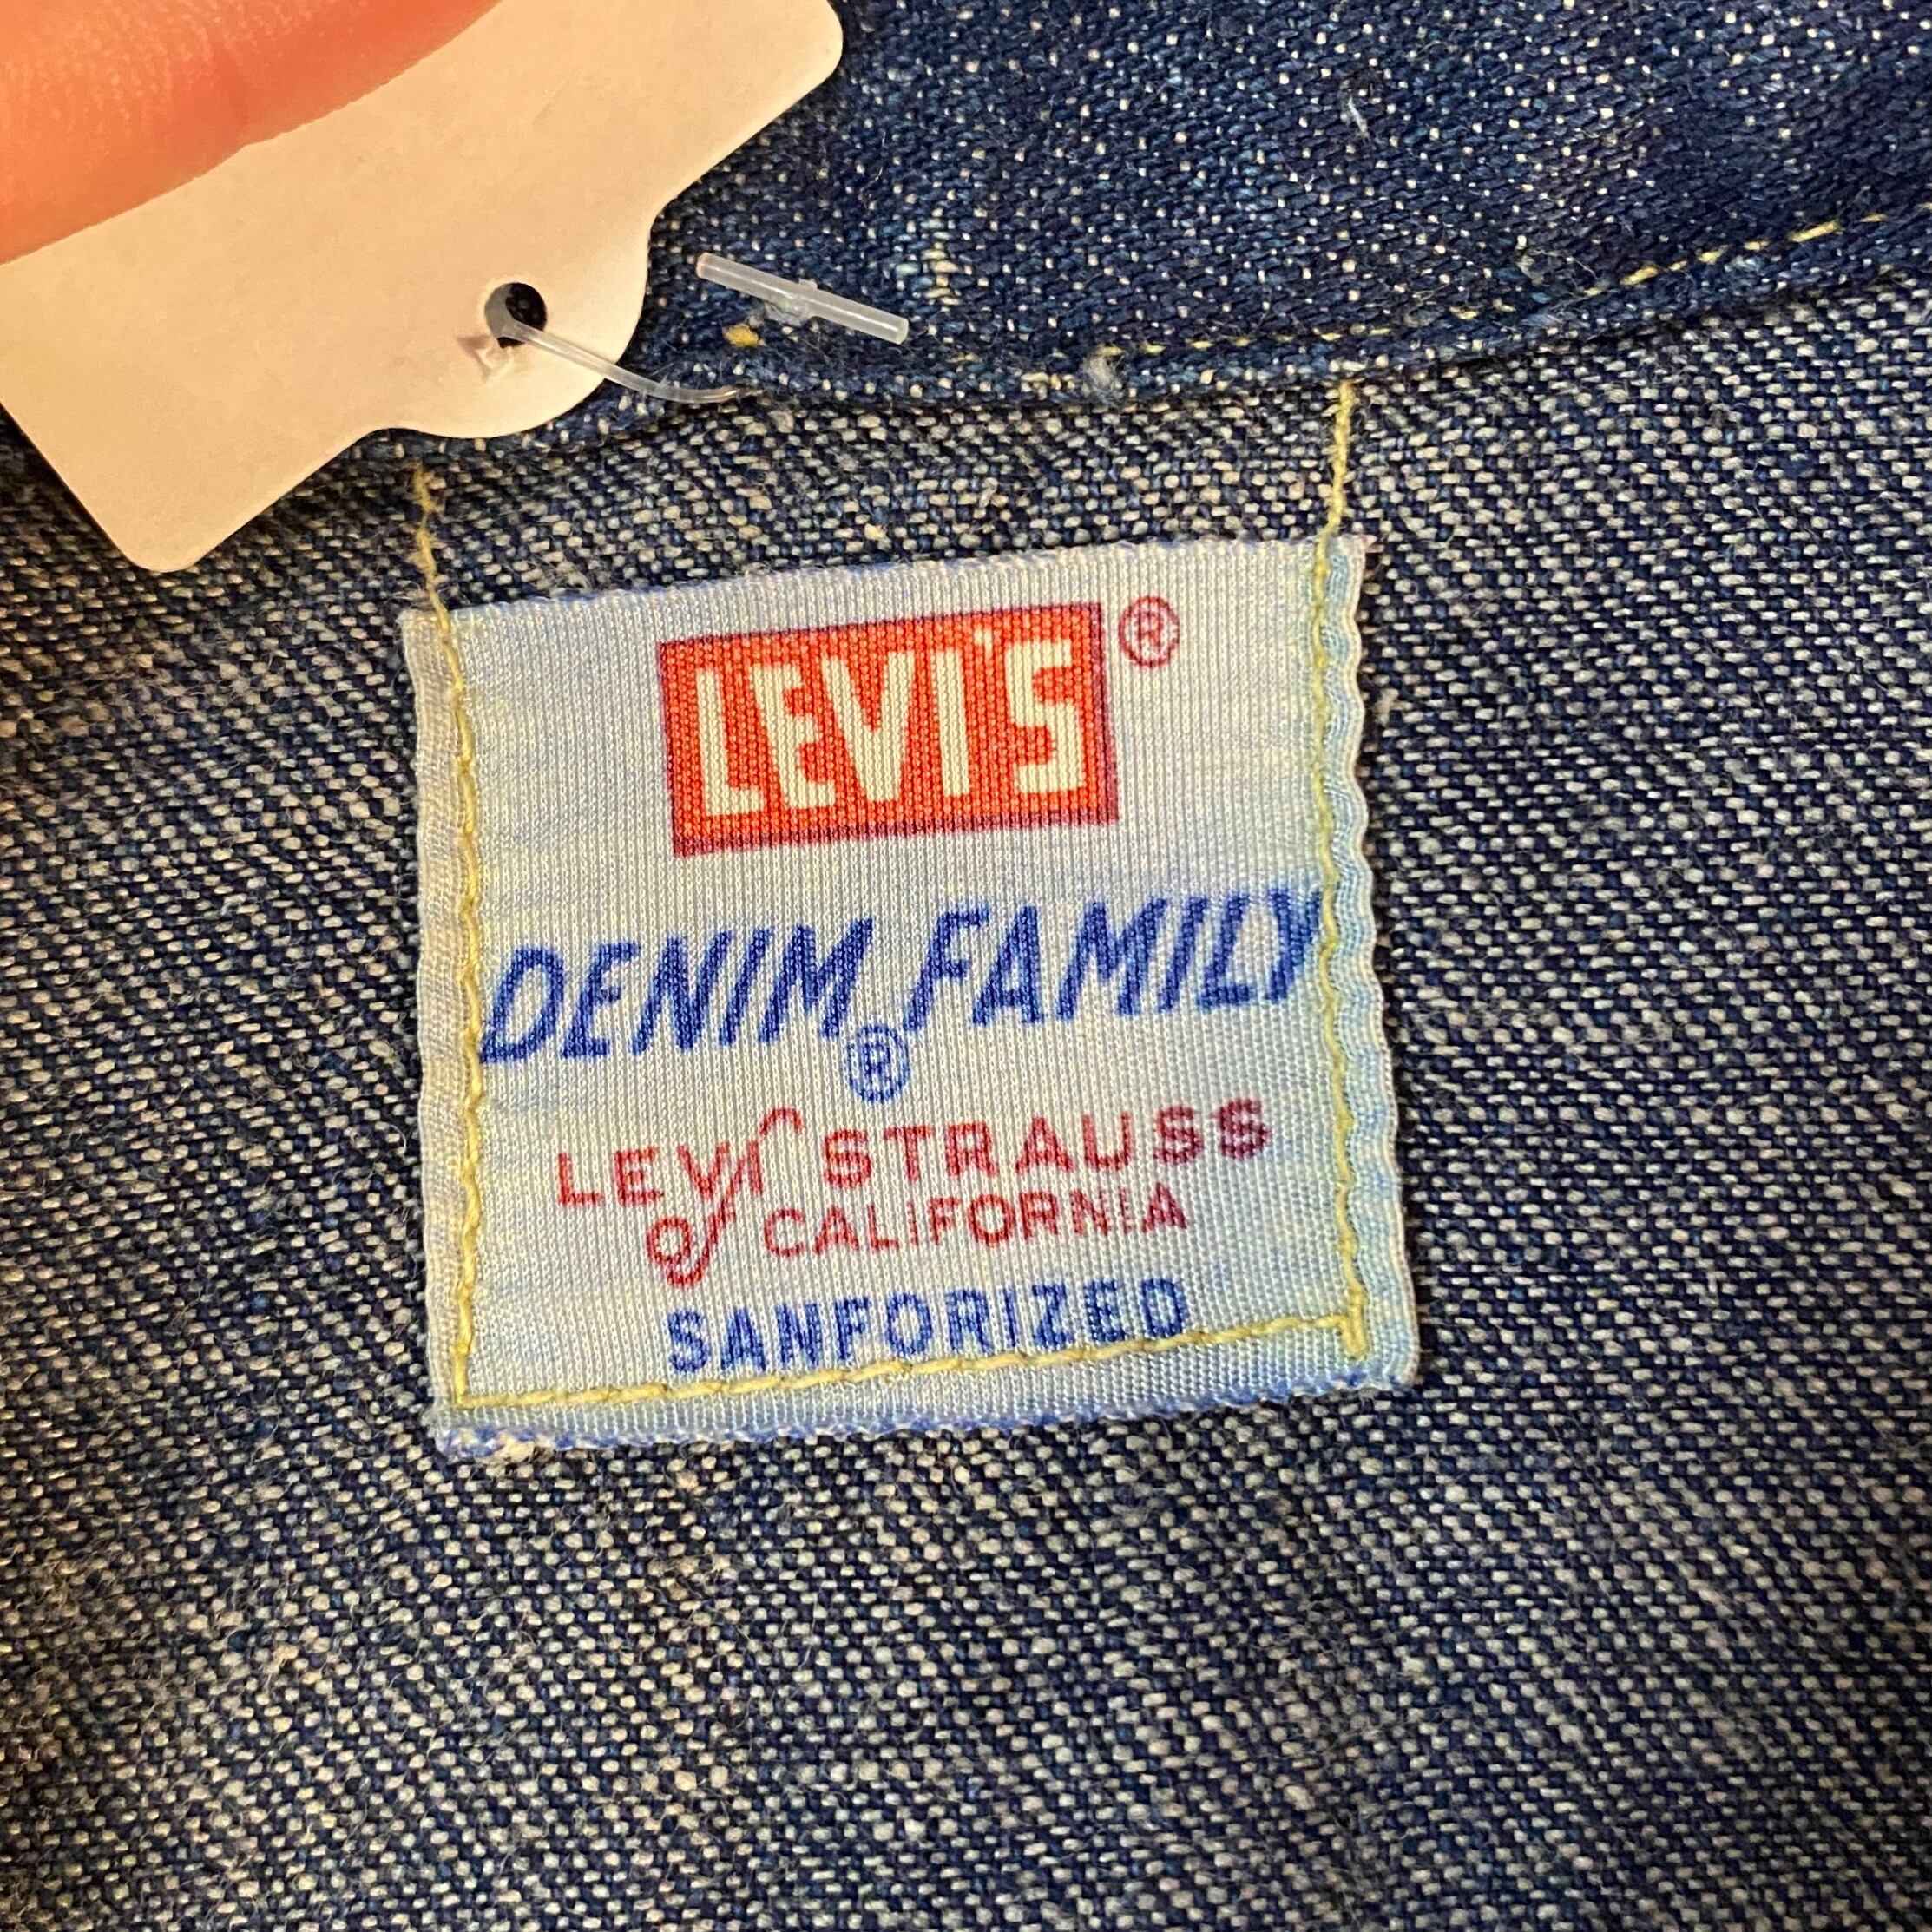 LEVI'S®
DENIM FAMILY
®
LEVI STRAUSS
of CALIFORNIA
SANFORIZED